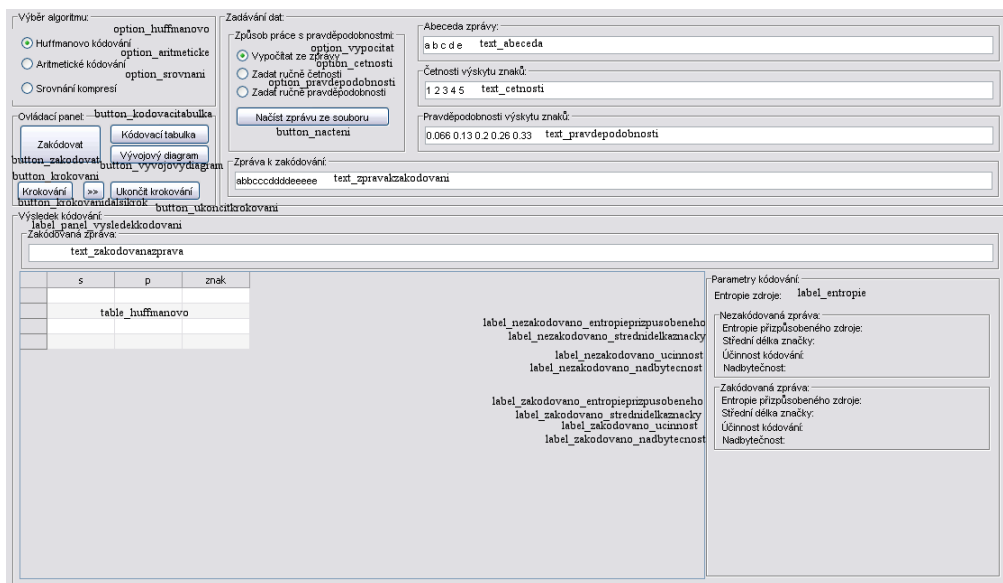 Výběr algoritmu:
option_huffmanovo
Huffmanovo kódování
option_aritmeticke
Aritmetické kódování
option_srovnani
Srovnání kompresí
Ovládací panel:
button_kodovacitabulka
Zakódovat
Kódovací tabulka
Vývojový diagram
button_zakodovat
button_vyvojovydiagram
button_krokovani
Krokování
>>
Ukončit krokování
button_krokovanidalsikrok
button_ukoncitkrokovani
Zadávání dat:
Způsob práce s pravděpodobnostmi:
option_vypocitat
Vypočítat ze zprávy
option_cetnosti
Zadat ručně četnosti
option_pravdepodobnosti
Zadat ručně pravděpodobnosti
Načíst zprávu ze souboru
button_nacteni
Abeceda zprávy:
a b c d e
text_abeceda
Četnosti výskytu znaků:
1 2 3 4 5
text_cetnosti
Pravděpodobnosti výskytu znaků:
0.066 0.13 0.2 0.26 0.33
text_pravdepodobnosti
Zpráva k zakódování:
abbcccddddeeeee
text_zpravakzakodovani
Výsledek kódování:
label_panel_vysledekkodovani
Zakódovaná zpráva:
text_zakodovanazprava
s p znak
table_huffmanovo
label_nezakodovano_entropieprizpusobeneho
label_nezakodovano_strednidelkaznacky
label_nezakodovano_ucinnost
label_nezakodovano_nadbytecnost
label_zakodovano_entropieprizpusobeneho
label_zakodovano_strednidelkaznacky
label_zakodovano_ucinnost
label_zakodovano_nadbytecnost
Parametry kódování:
Entropie zdroje:
label_entropie
Nezakódovaná zpráva:
Entropie přizpůsobeného zdroje:
Střední délka značky:
Účinnost kódování:
Nadbytečnost:
Zakódovaná zpráva:
Entropie přizpůsobeného zdroje:
Střední délka značky:
Účinnost kódování:
Nadbytečnost: